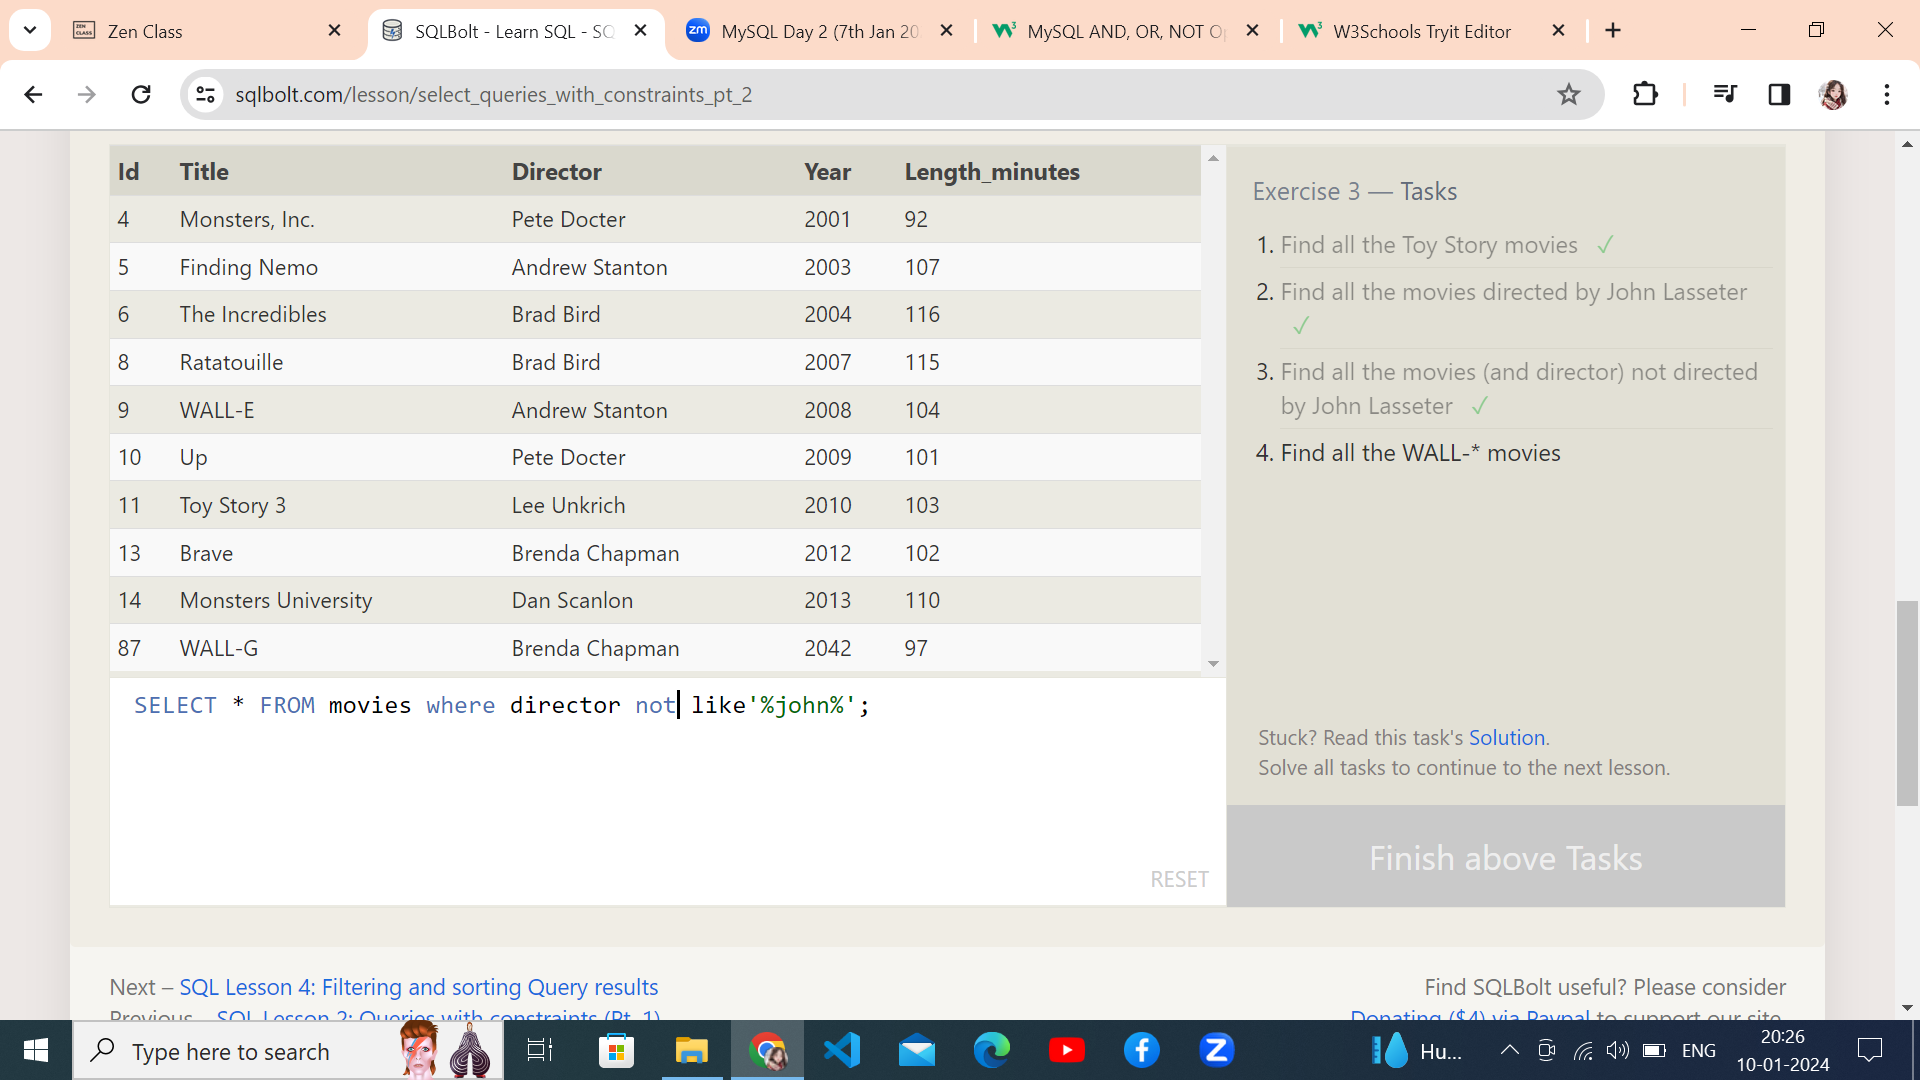 Zen Class
SQLBolt - Learn SQL - SQ
zm MySQL Day 2 (7th Jan 20
MySQL AND, OR, NOT Op
W3Schools Tryit Editor
sqlbolt.com/lesson/select_queries_with_constraints_pt_2
Id Title Director Year Length_minutes
4 Monsters, Inc. Pete Docter 2001 92
5 Finding Nemo Andrew Stanton 2003 107
6 The Incredibles Brad Bird 2004 116
8 Ratatouille Brad Bird 2007 115
9 WALL-E Andrew Stanton 2008 104
10 Up Pete Docter 2009 101
11 Toy Story 3 Lee Unkrich 2010 103
13 Brave Brenda Chapman 2012 102
14 Monsters University Dan Scanlon 2013 110
87 WALL-G Brenda Chapman 2042 97
SELECT * FROM movies where director not like'%john%';
RESET
Exercise 3 — Tasks
1. Find all the Toy Story movies ✓
2. Find all the movies directed by John Lasseter
✓
3. Find all the movies (and director) not directed
by John Lasseter ✓
4. Find all the WALL-* movies
Stuck? Read this task's Solution.
Solve all tasks to continue to the next lesson.
Finish above Tasks
Next – SQL Lesson 4: Filtering and sorting Query results
Previous – SQL Lesson 2: Queries with constraints (Pt. 1)
Find SQLBolt useful? Please consider
Donating ($4) via Paypal to support our site.
Type here to search
Hu...
ENG
20:26
10-01-2024